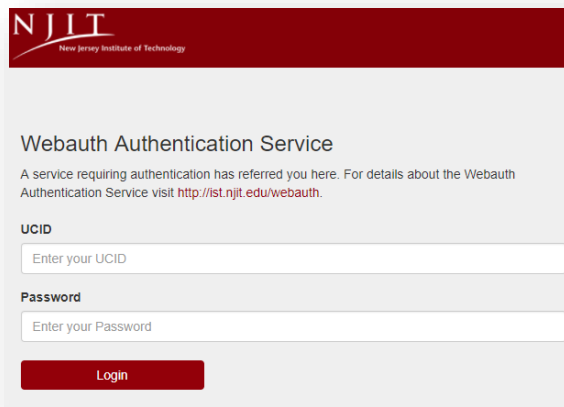 NJIT
New Jersey Institute of Technology
Webauth Authentication Service
A service requiring authentication has referred you here. For details about the Webauth
Authentication Service visit http://ist.njit.edu/webauth.
UCID
Enter your UCID
Password
Enter your Password
Login